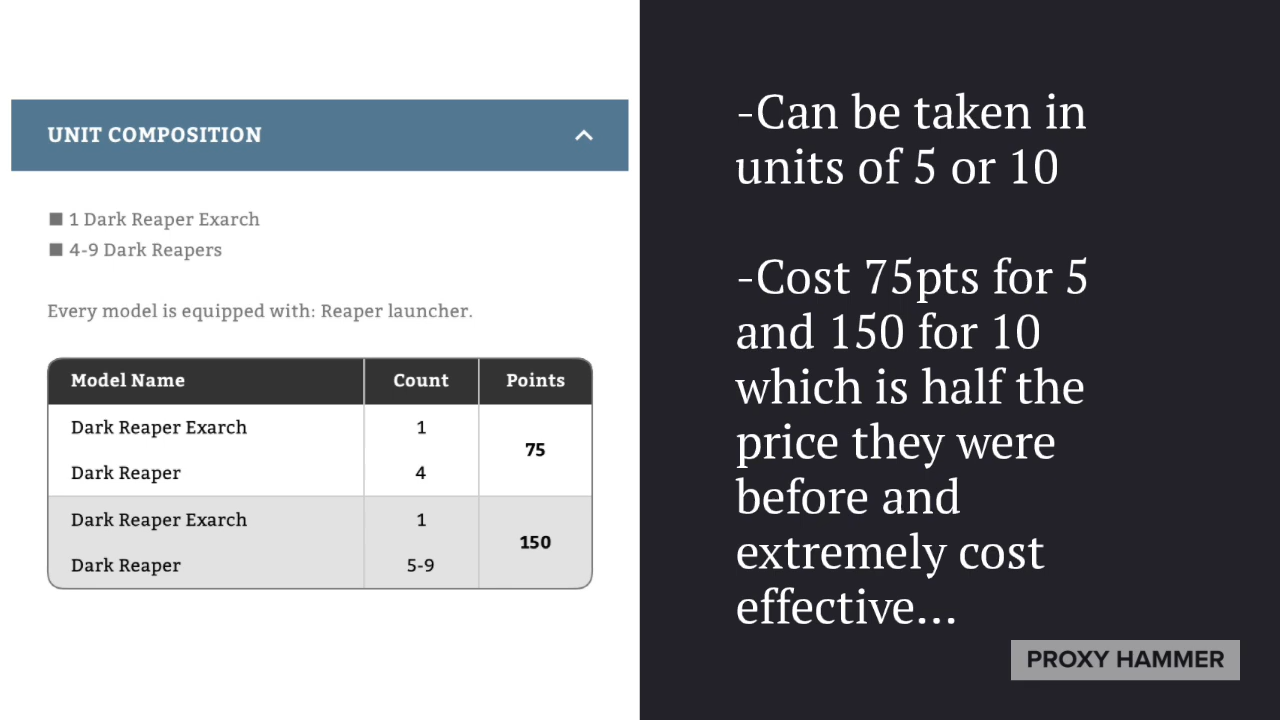 UNIT COMPOSITION
■ 1 Dark Reaper Exarch
■ 4-9 Dark Reapers
Every model is equipped with: Reaper launcher.
Model Name Count Points
Dark Reaper Exarch 1
75
Dark Reaper 4
Dark Reaper Exarch 1
150
Dark Reaper 5-9
-Can be taken in
units of 5 or 10
-Cost 75pts for 5
and 150 for 10
which is half the
price they were
before and
extremely cost
effective...
PROXY HAMMER